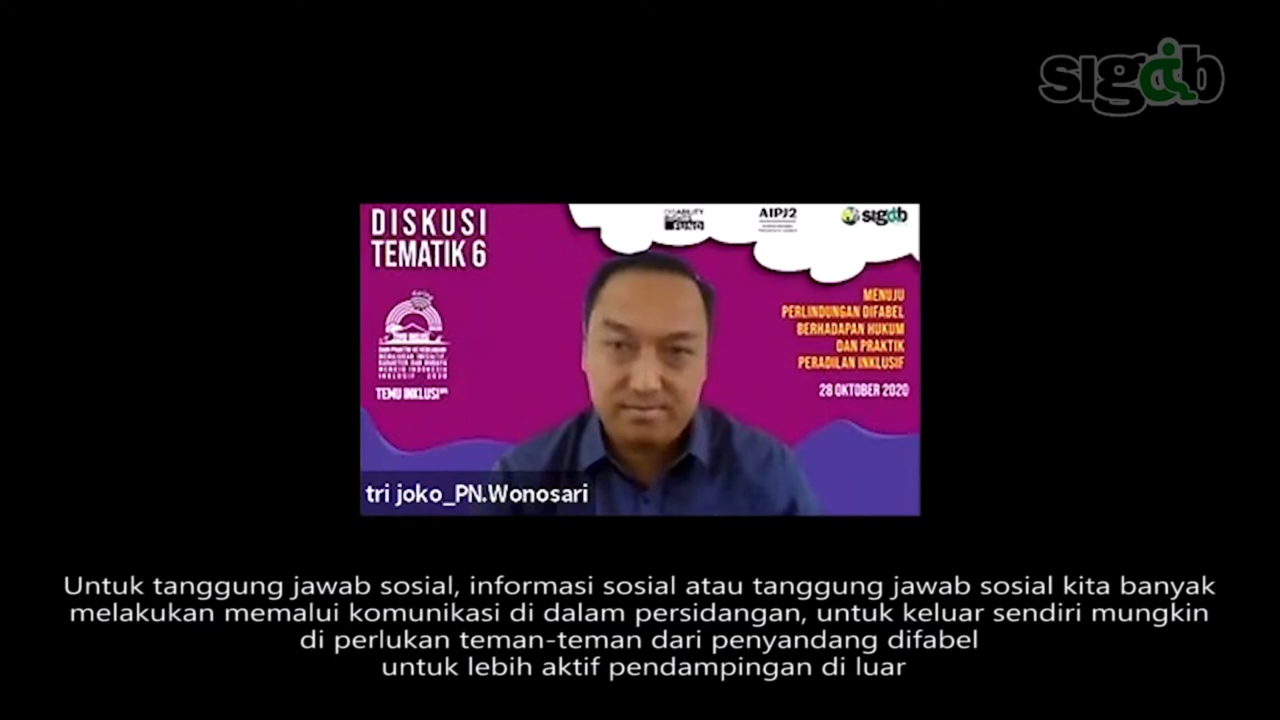 sigab
DISKUSI
TEMATIK 6
DISABILITY
RIGHTS
FUND
AIPJ2
sigab
MENUJU
PERLINDUNGAN DIFABEL
BERHADAPAN HUKUM
DAN PRAKTIK
PERADILAN INKLUSIF
28 OKTOBER 2020
TEMU INKLUSI
tri joko_PN.Wonosari
Untuk tanggung jawab sosial, informasi sosial atau tanggung jawab sosial kita banyak
melakukan memalui komunikasi di dalam persidangan, untuk keluar sendiri mungkin
di perlukan teman-teman dari penyandang difabel
untuk lebih aktif pendampingan di luar